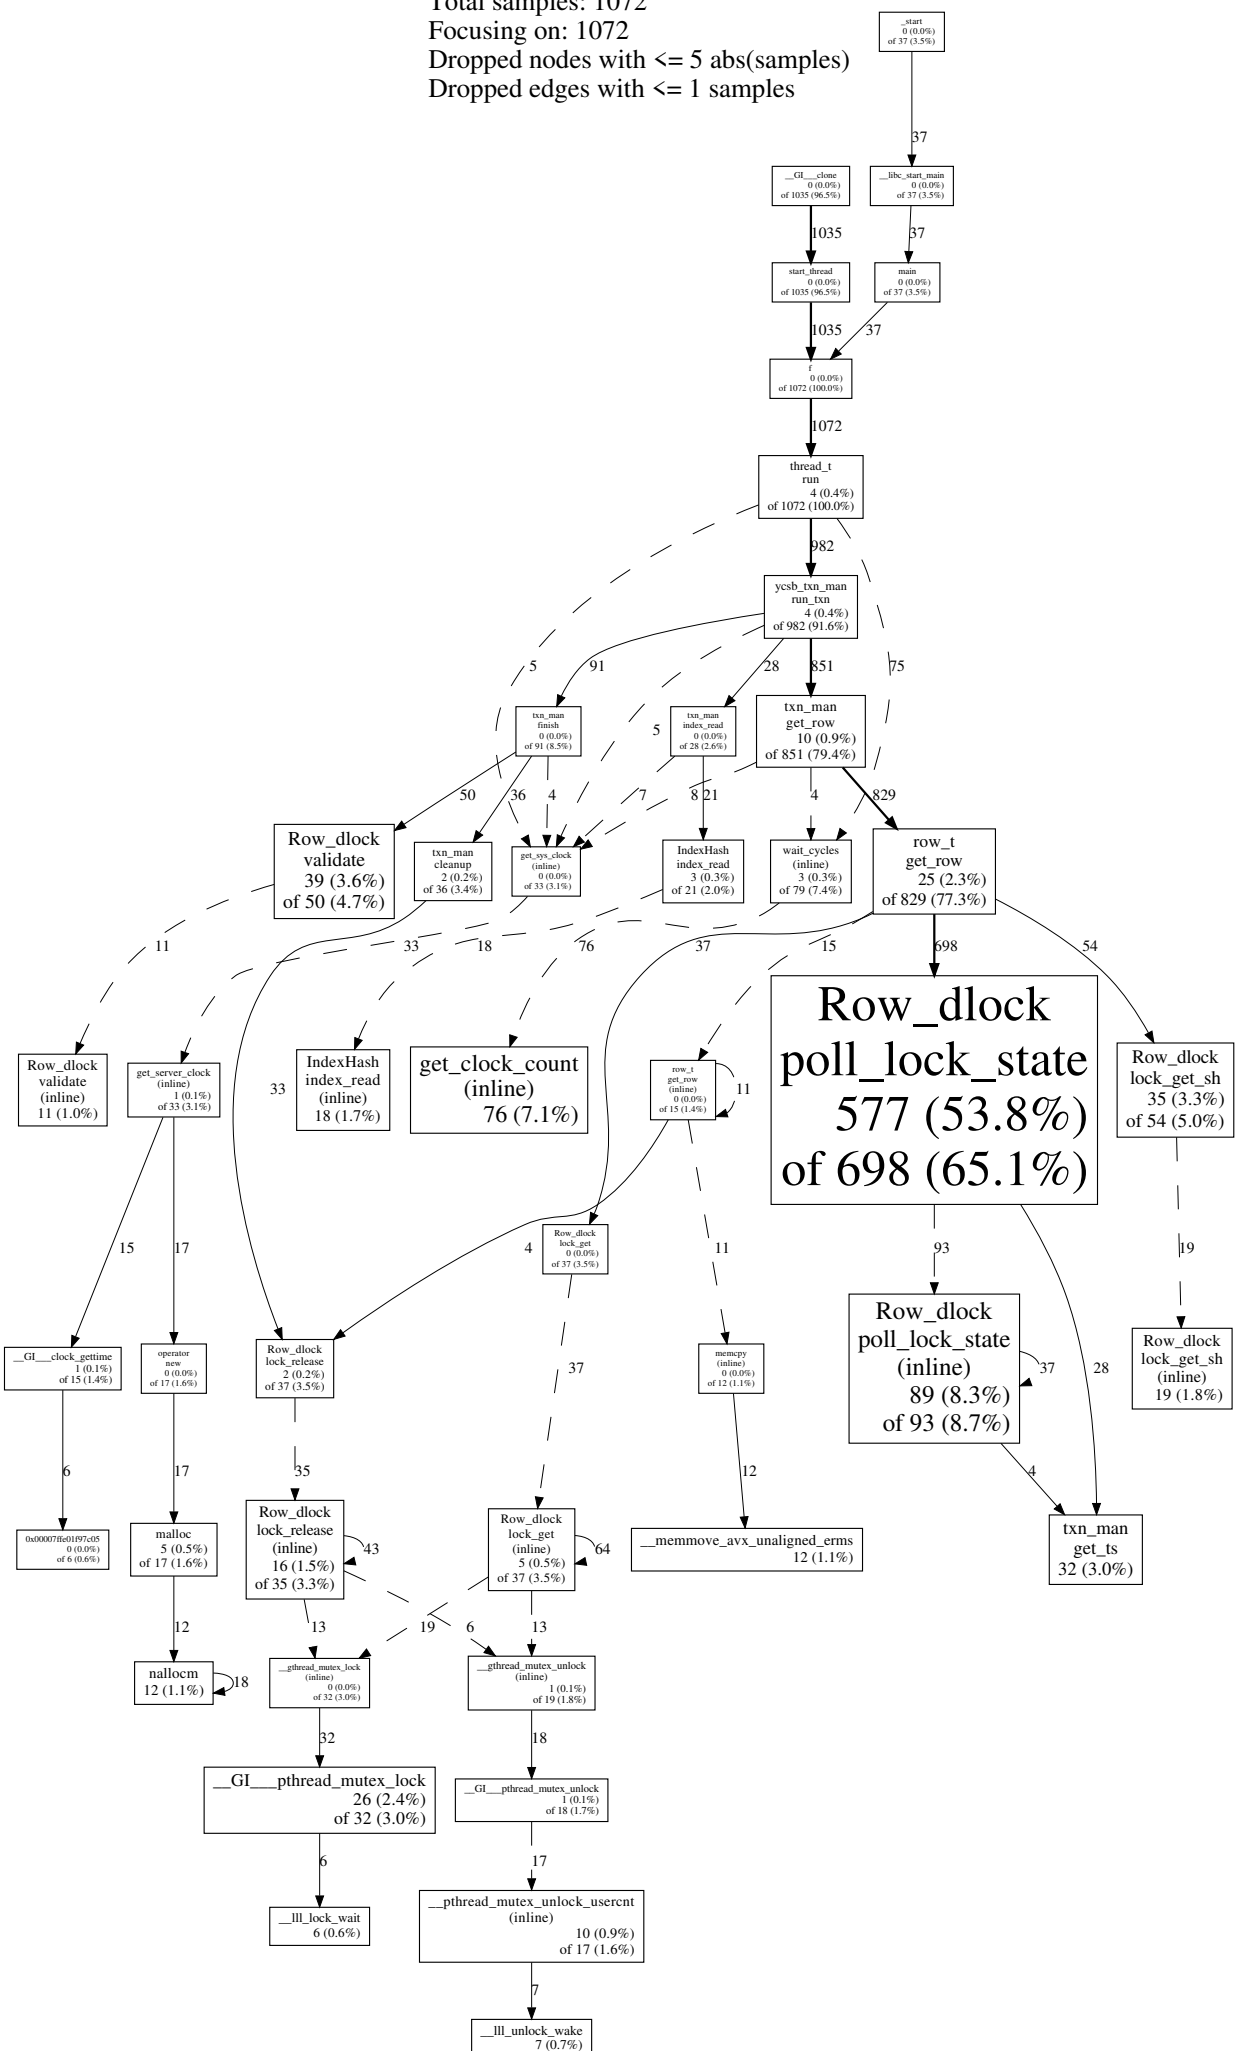 Total samples: 1072
Focusing on: 1072
Dropped nodes with <= 5 abs(samples)
Dropped edges with <= 1 samples
_start
0 (0.0%)
of 37 (3.5%)
37
__GI___clone
0 (0.0%)
of 1035 (96.5%)
__libc_start_main
0 (0.0%)
of 37 (3.5%)
1035
37
start_thread
0 (0.0%)
of 1035 (96.5%)
main
0 (0.0%)
of 37 (3.5%)
1035
37
f
0 (0.0%)
of 1072 (100.0%)
1072
thread_t
run
4 (0.4%)
of 1072 (100.0%)
982
ycsb_txn_man
run_txn
4 (0.4%)
of 982 (91.6%)
5
91
28
851
75
txn_man
finish
0 (0.0%)
of 91 (8.5%)
5
txn_man
index_read
0 (0.0%)
of 28 (2.6%)
txn_man
get_row
10 (0.9%)
of 851 (79.4%)
50
36
4
7
8
21
4
829
Row_dlock
validate
39 (3.6%)
of 50 (4.7%)
txn_man
cleanup
2 (0.2%)
of 36 (3.4%)
get_sys_clock
(inline)
0 (0.0%)
of 33 (3.1%)
IndexHash
index_read
3 (0.3%)
of 21 (2.0%)
wait_cycles
(inline)
3 (0.3%)
of 79 (7.4%)
row_t
get_row
25 (2.3%)
of 829 (77.3%)
11
33
18
76
37
15
698
54
Row_dlock
validate
(inline)
11 (1.0%)
get_server_clock
(inline)
1 (0.1%)
of 33 (3.1%)
33
IndexHash
index_read
(inline)
18 (1.7%)
get_clock_count
(inline)
76 (7.1%)
row_t
get_row
(inline)
0 (0.0%)
of 15 (1.4%)
11
Row_dlock
poll_lock_state
577 (53.8%)
of 698 (65.1%)
Row_dlock
lock_get_sh
35 (3.3%)
of 54 (5.0%)
15
17
4
Row_dlock
lock_get
0 (0.0%)
of 37 (3.5%)
11
93
19
__GI___clock_gettime
1 (0.1%)
of 15 (1.4%)
operator
new
0 (0.0%)
of 17 (1.6%)
Row_dlock
lock_release
2 (0.2%)
of 37 (3.5%)
37
memcpy
(inline)
0 (0.0%)
of 12 (1.1%)
Row_dlock
poll_lock_state
(inline)
89 (8.3%)
of 93 (8.7%)
37
28
Row_dlock
lock_get_sh
(inline)
19 (1.8%)
6
17
35
12
4
0x00007ffe01f97c05
0 (0.0%)
of 6 (0.6%)
malloc
5 (0.5%)
of 17 (1.6%)
Row_dlock
lock_release
(inline)
16 (1.5%)
of 35 (3.3%)
43
Row_dlock
lock_get
(inline)
5 (0.5%)
of 37 (3.5%)
64
__memmove_avx_unaligned_erms
12 (1.1%)
txn_man
get_ts
32 (3.0%)
12
13
19
6
13
nallocm
12 (1.1%)
18
__gthread_mutex_lock
(inline)
0 (0.0%)
of 32 (3.0%)
__gthread_mutex_unlock
(inline)
1 (0.1%)
of 19 (1.8%)
32
18
__GI___pthread_mutex_lock
26 (2.4%)
of 32 (3.0%)
__GI___pthread_mutex_unlock
1 (0.1%)
of 18 (1.7%)
6
17
__lll_lock_wait
6 (0.6%)
__pthread_mutex_unlock_usercnt
(inline)
10 (0.9%)
of 17 (1.6%)
7
__lll_unlock_wake
7 (0.7%)